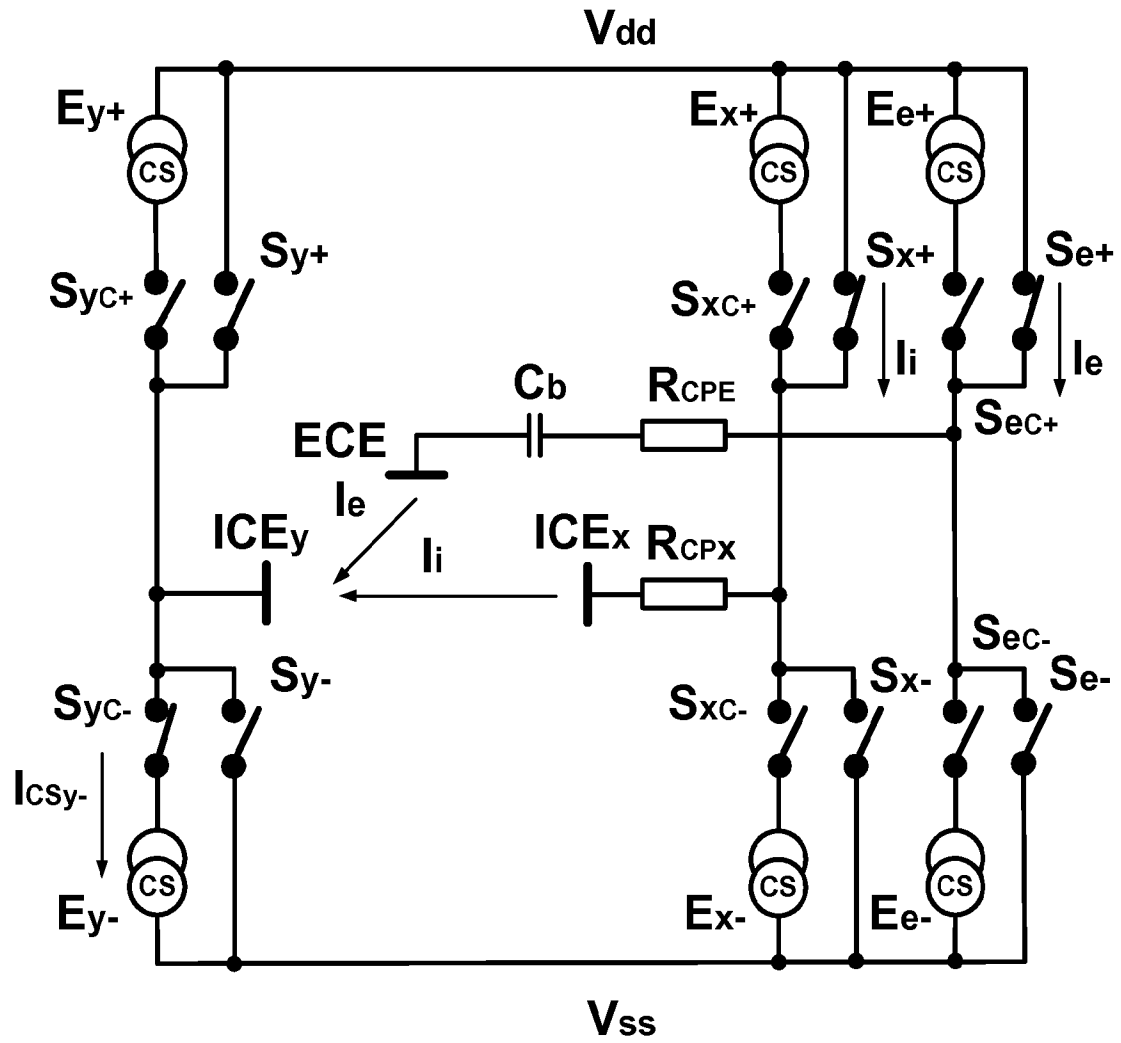 Vdd
Ey+
Ex+
Ee+
CS
CS
CS
Sy+
Sx+
Se+
SyC+
SxC+
Ii
Ie
Cb
RCPE
SeC+
ECE
Ie
ICEy
Ii
ICEx
RCPx
SeC-
Sy-
Sx-
Se-
SyC-
SxC-
ICSy-
CS
CS
CS
Ey-
Ex-
Ee-
Vss